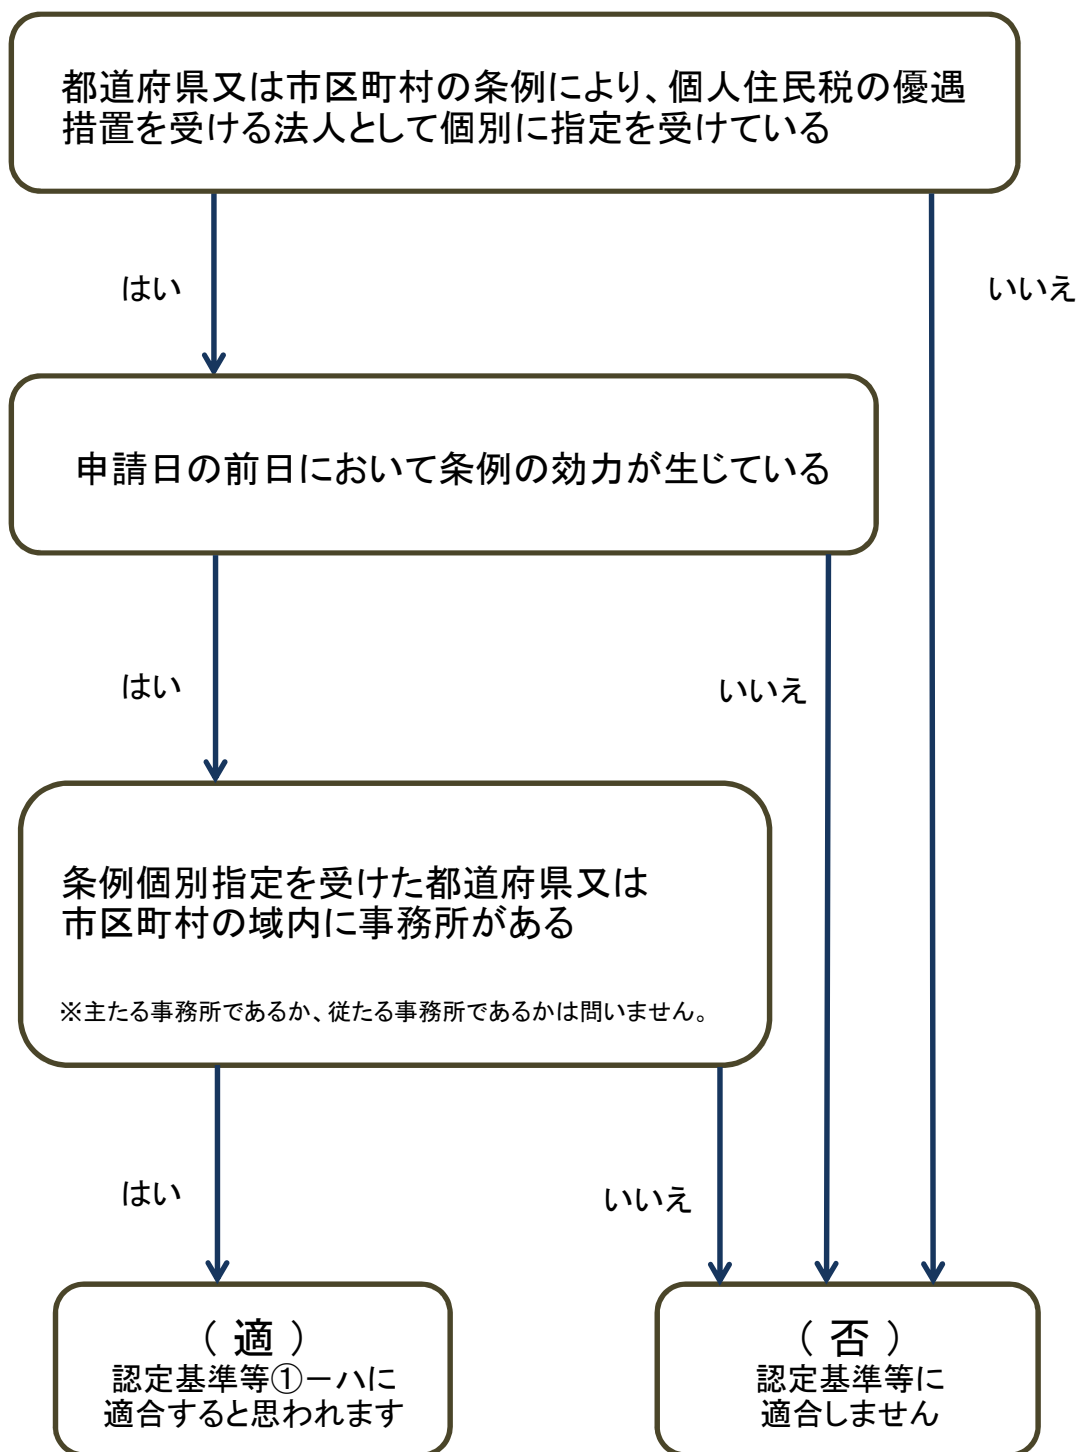 都道府県又は市区町村の条例により、個人住民税の優遇
措置を受ける法人として個別に指定を受けている
はい
いいえ
申請日の前日において条例の効力が生じている
はい
いいえ
条例個別指定を受けた都道府県又は
市区町村の域内に事務所がある
※主たる事務所であるか、従たる事務所であるかは問いません。
はい
いいえ
（ 適 ）
認定基準等①－ハに
適合すると思われます
（ 否 ）
認定基準等に
適合しません